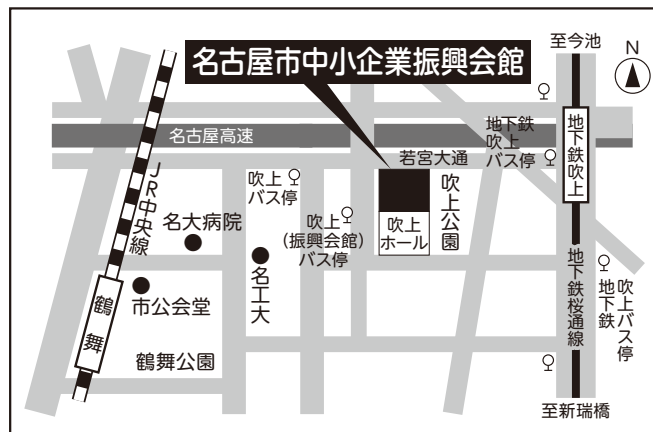 至今池
N
名古屋市中小企業振興会館
名古屋高速
地下鉄
吹上
バス停
地下鉄吹上
若宮大通
JR中央線
吹上
バス停
名大病院
吹上
(振興会館)
バス停
吹上
ホール
吹上公園
名工大
地下鉄桜通線
地下鉄
吹上バス停
鶴舞
市公会堂
鶴舞公園
至新瑞橋